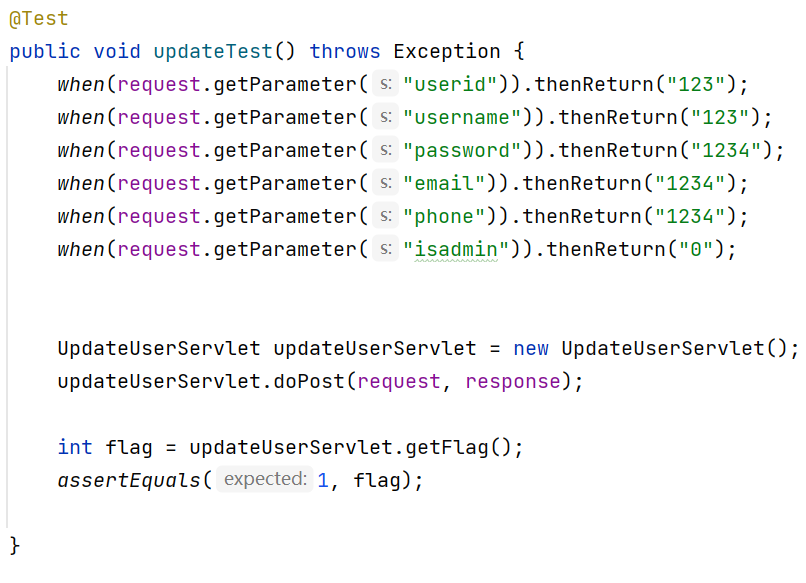 @Test
public void updateTest() throws Exception {
when(request.getParameter( s: "userid")).thenReturn("123");
when(request.getParameter( s: "username")).thenReturn("123");
when(request.getParameter( s: "password")).thenReturn("1234");
when(request.getParameter( s: "email")).thenReturn("1234");
when(request.getParameter( s: "phone")).thenReturn("1234");
when(request.getParameter( s: "isadmin")).thenReturn("0");
UpdateUserServlet updateUserServlet = new UpdateUserServlet();
updateUserServlet.doPost(request, response);
int flag = updateUserServlet.getFlag();
assertEquals( expected: 1, flag);
}